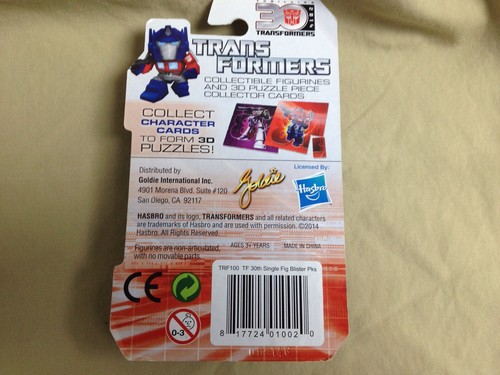 30
TRANSFORMERS
TRANSFORMERS
COLLECTIBLE FIGURINES
AND 3D PUZZLE PIECE
COLLECTOR CARDS
COLLECT
CHARACTER
CARDS
TO FORM 3D
PUZZLES!
Distributed by
Goldie International Inc.
4901 Morena Blvd. Suite #120
San Diego, CA 92117
Goldie
Licensed By:
Hasbro
HASBRO and its logo, TRANSFORMERS and all related characters
are trademarks of Hasbro and are used with permission. ©2014
Hasbro. All Rights Reserved.
Figurines are non-articulated,
with no movable parts.
AGES 3+ YEARS
MADE IN CHINA
CE
0-3
TRF100 TF 30th Single Fig Blister Pks
8 17724 01002 0